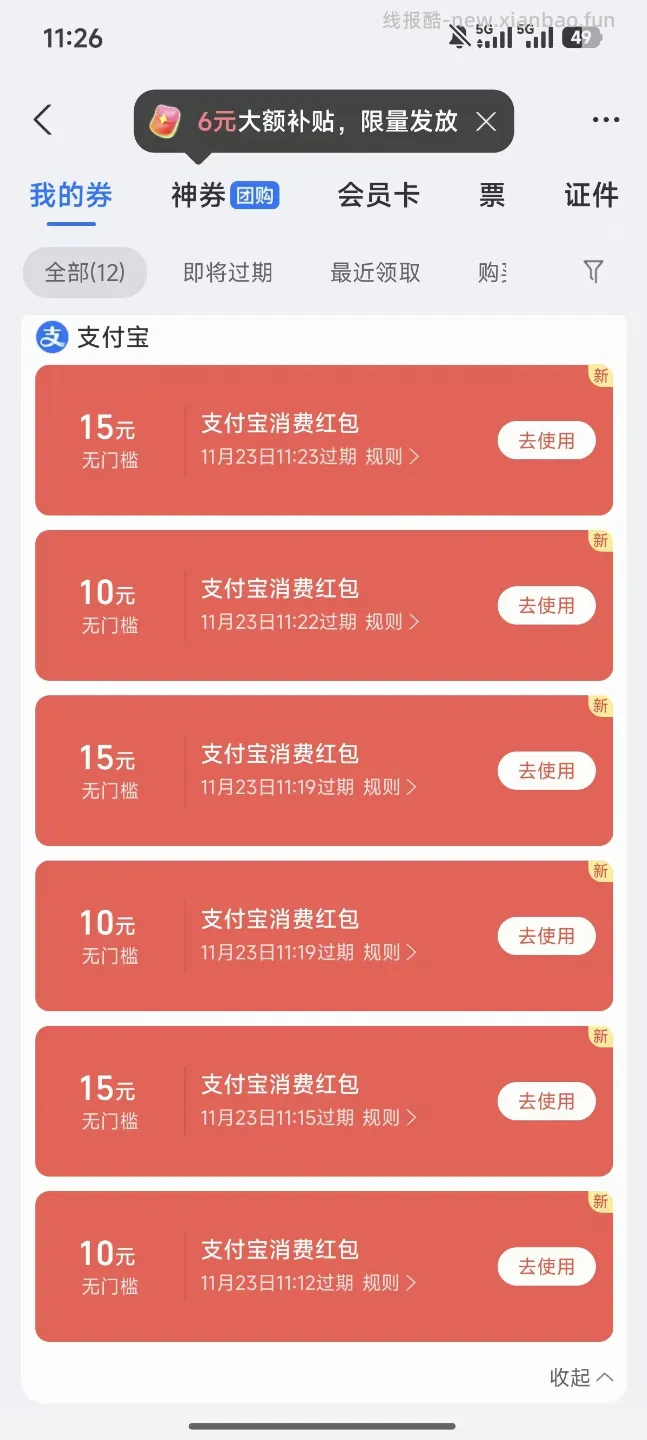 线报酷-new.xianbao.fun
11:26
5G 5G 49
6元大额补贴，限量发放
我的券 神券 团购 会员卡 票 证件
全部(12) 即将过期 最近领取 购
支 支付宝
新
15元 支付宝消费红包
无门槛 11月23日11:23过期 规则 去使用
新
10元 支付宝消费红包
无门槛 11月23日11:22过期 规则 去使用
新
15元 支付宝消费红包
无门槛 11月23日11:19过期 规则 去使用
新
10元 支付宝消费红包
无门槛 11月23日11:19过期 规则 去使用
新
15元 支付宝消费红包
无门槛 11月23日11:15过期 规则 去使用
新
10元 支付宝消费红包
无门槛 11月23日11:12过期 规则 去使用
收起